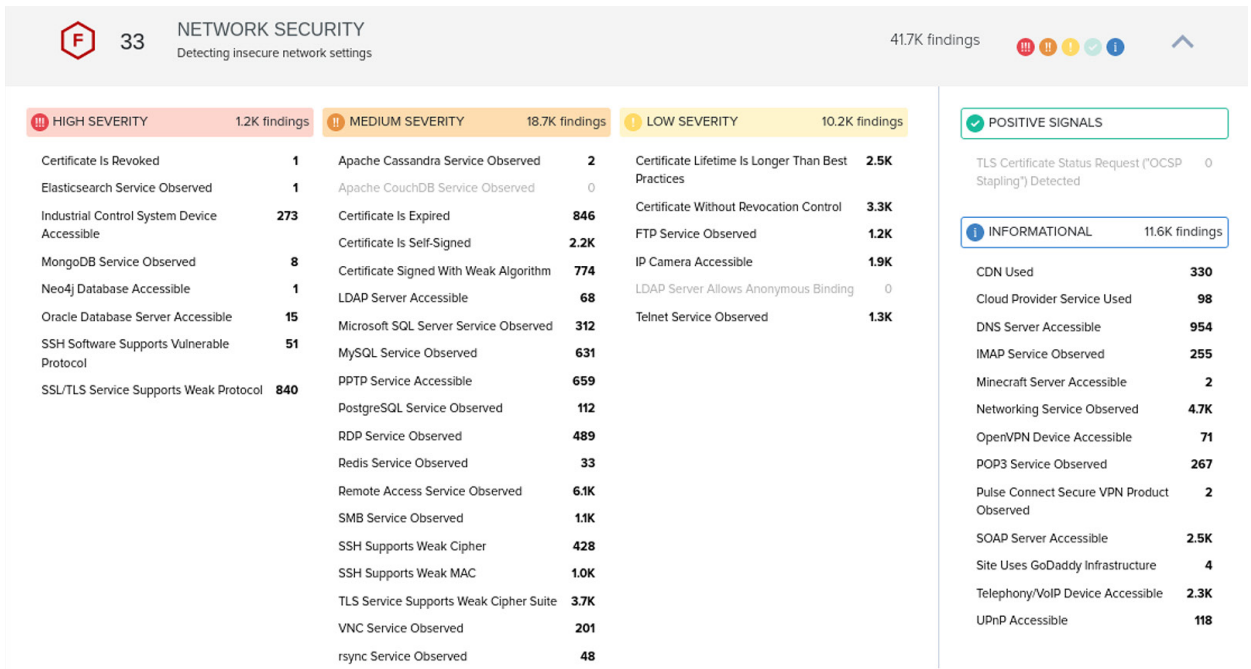 F
33
NETWORK SECURITY
Detecting insecure network settings
41.7K findings
!!!
!!
!
i
!!! HIGH SEVERITY 1.2K findings
Certificate Is Revoked 1
Elasticsearch Service Observed 1
Industrial Control System Device 273
Accessible
MongoDB Service Observed 8
Neo4j Database Accessible 1
Oracle Database Server Accessible 15
SSH Software Supports Vulnerable 51
Protocol
SSL/TLS Service Supports Weak Protocol 840
!! MEDIUM SEVERITY 18.7K findings
Apache Cassandra Service Observed 2
Apache CouchDB Service Observed 0
Certificate Is Expired 846
Certificate Is Self-Signed 2.2K
Certificate Signed With Weak Algorithm 774
LDAP Server Accessible 68
Microsoft SQL Server Service Observed 312
MySQL Service Observed 631
PPTP Service Accessible 659
PostgreSQL Service Observed 112
RDP Service Observed 489
Redis Service Observed 33
Remote Access Service Observed 6.1K
SMB Service Observed 1.1K
SSH Supports Weak Cipher 428
SSH Supports Weak MAC 1.0K
TLS Service Supports Weak Cipher Suite 3.7K
VNC Service Observed 201
rsync Service Observed 48
! LOW SEVERITY 10.2K findings
Certificate Lifetime Is Longer Than Best 2.5K
Practices
Certificate Without Revocation Control 3.3K
FTP Service Observed 1.2K
IP Camera Accessible 1.9K
LDAP Server Allows Anonymous Binding 0
Telnet Service Observed 1.3K
POSITIVE SIGNALS
TLS Certificate Status Request ("OCSP 0
Stapling") Detected
i INFORMATIONAL 11.6K findings
CDN Used 330
Cloud Provider Service Used 98
DNS Server Accessible 954
IMAP Service Observed 255
Minecraft Server Accessible 2
Networking Service Observed 4.7K
OpenVPN Device Accessible 71
POP3 Service Observed 267
Pulse Connect Secure VPN Product 2
Observed
SOAP Server Accessible 2.5K
Site Uses GoDaddy Infrastructure 4
Telephony/VoIP Device Accessible 2.3K
UPnP Accessible 118